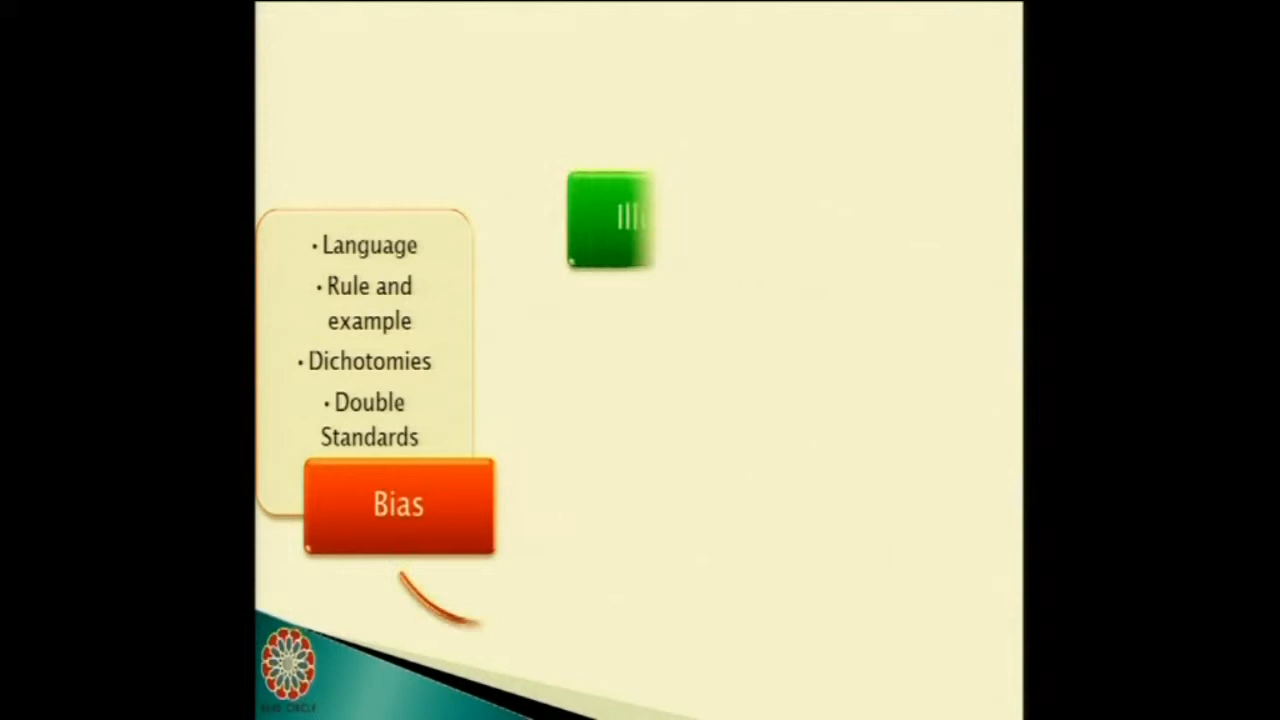 • Language
• Rule and
example
• Dichotomies
• Double
Standards
Bias